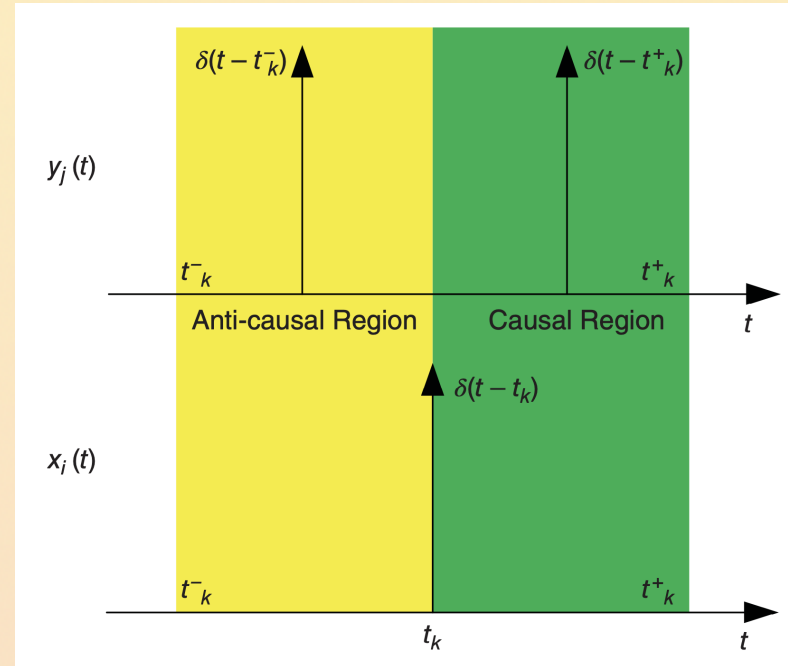 δ(t – t⁻ₖ) δ(t – t⁺ₖ)
yⱼ (t)
t⁻ₖ t⁺ₖ
Anti-causal Region Causal Region t
δ(t – tₖ)
xᵢ (t)
t⁻ₖ t⁺ₖ
tₖ t